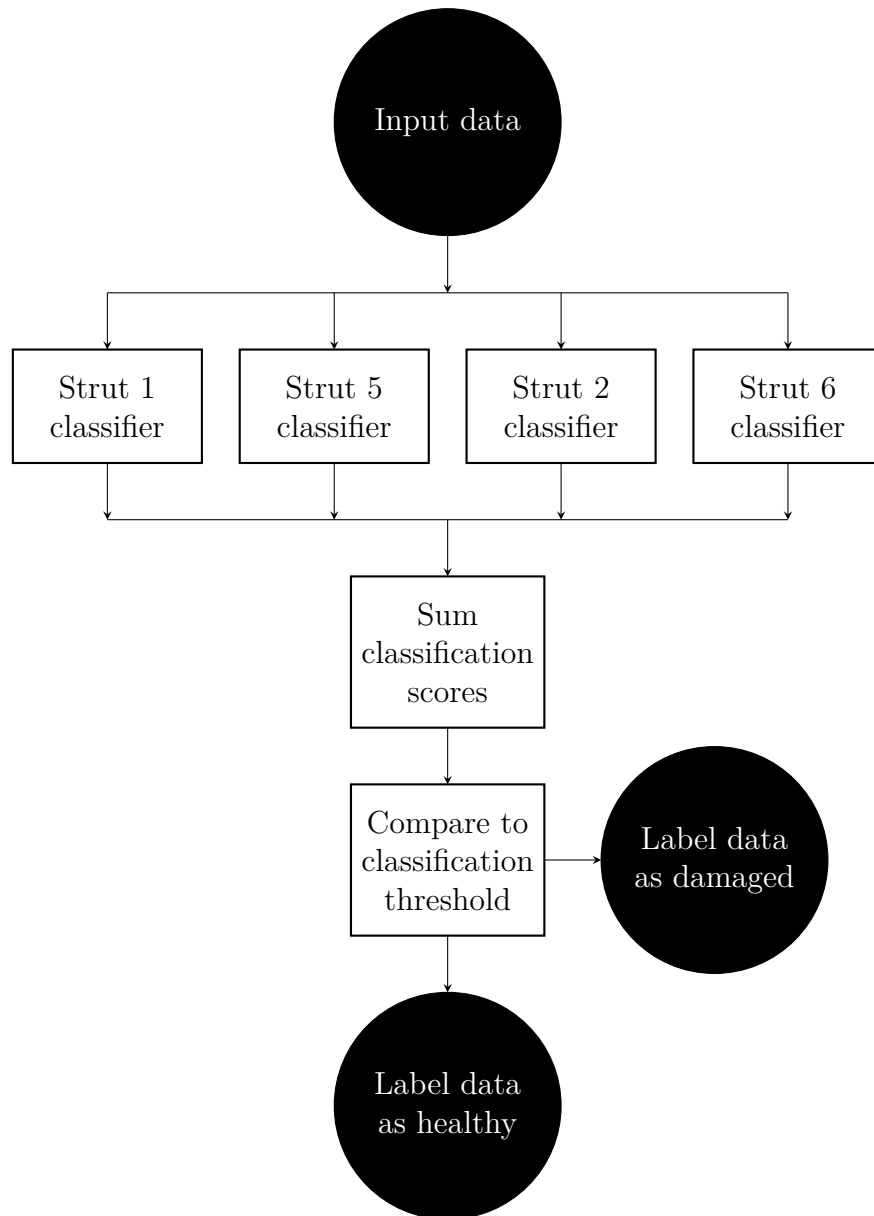 Input data
Strut 1
classifier
Strut 5
classifier
Strut 2
classifier
Strut 6
classifier
Sum
classification
scores
Compare to
classification
threshold
Label data
as damaged
Label data
as healthy